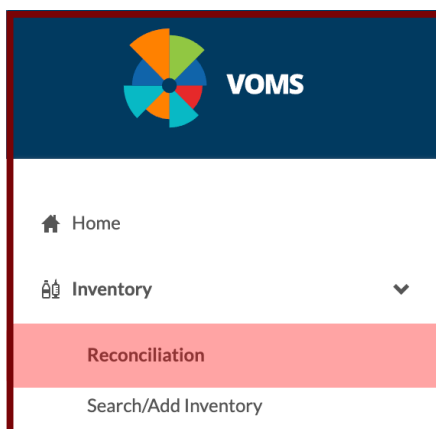 VOMS
Home
Inventory
Reconciliation
Search/Add Inventory